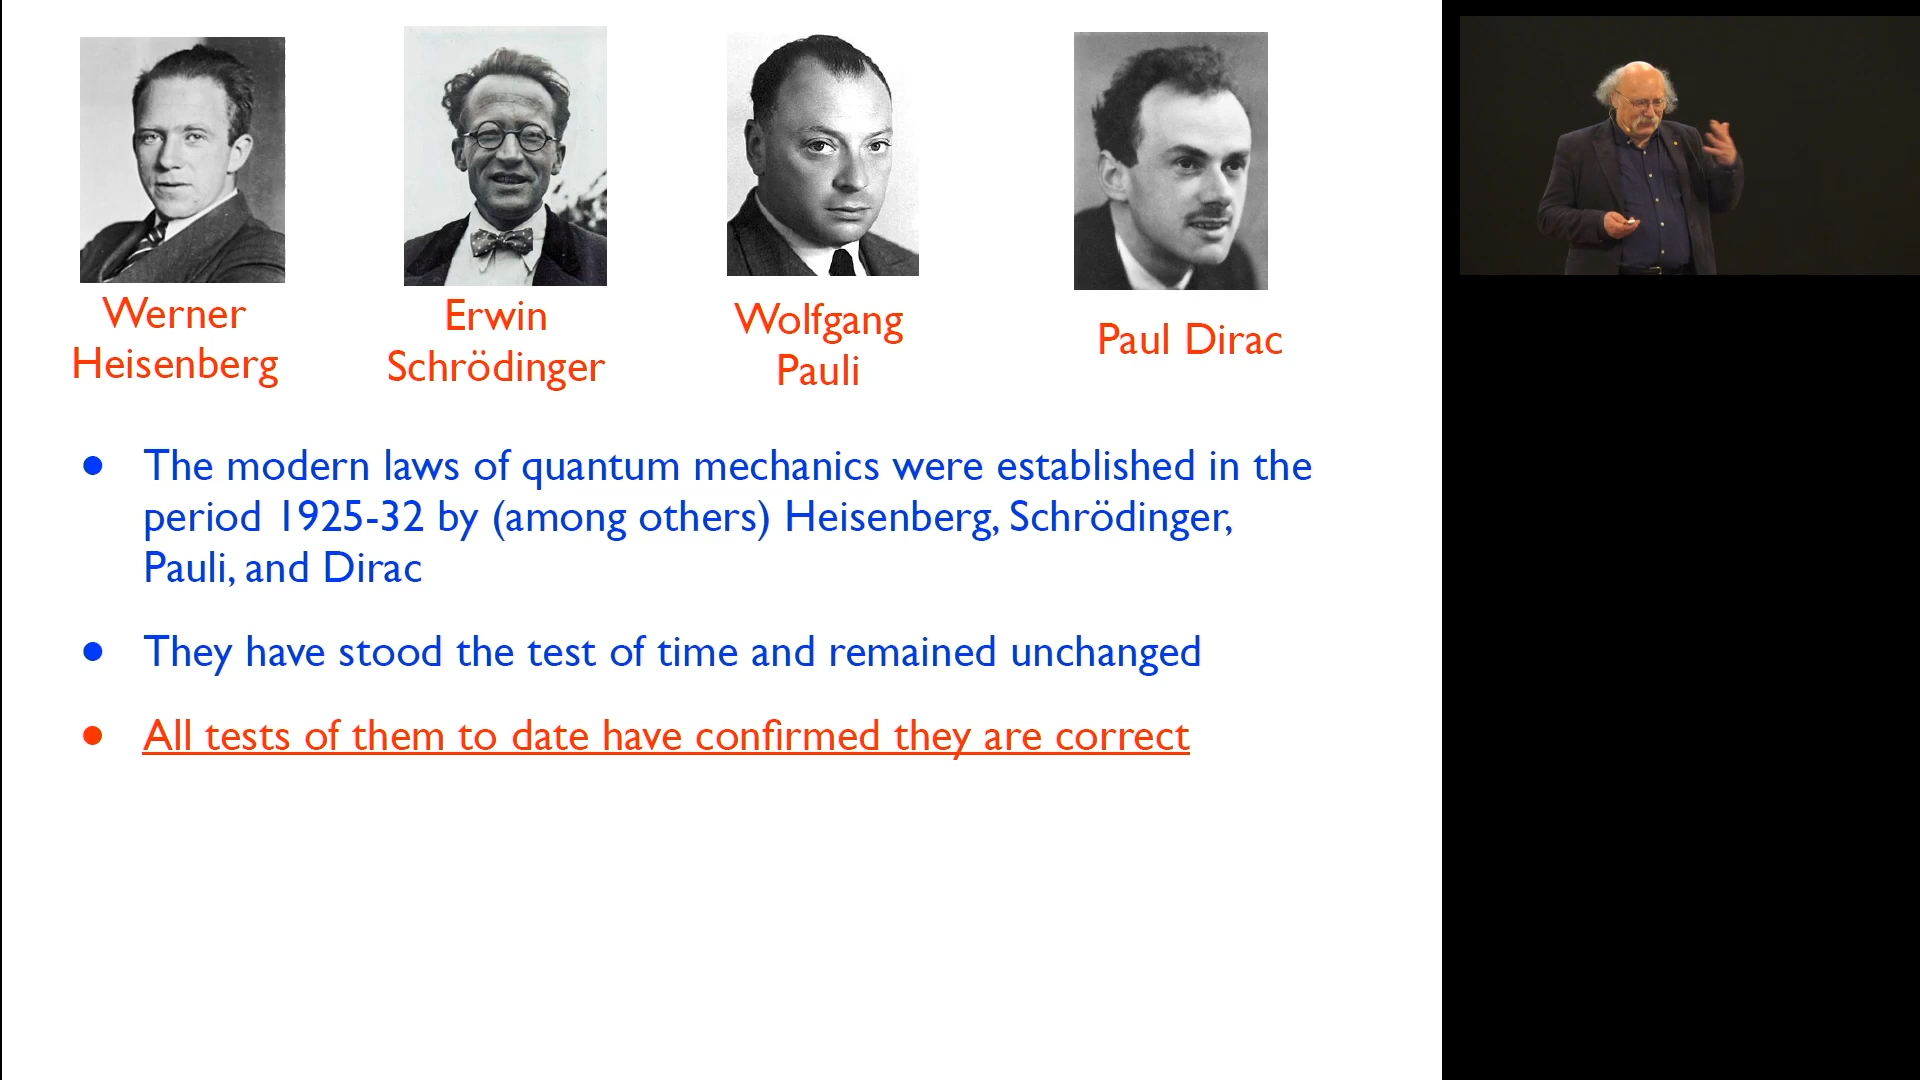 Werner
Heisenberg
Erwin
Schrödinger
Wolfgang
Pauli
Paul Dirac
• The modern laws of quantum mechanics were established in the
period 1925-32 by (among others) Heisenberg, Schrödinger,
Pauli, and Dirac
• They have stood the test of time and remained unchanged
• All tests of them to date have confirmed they are correct